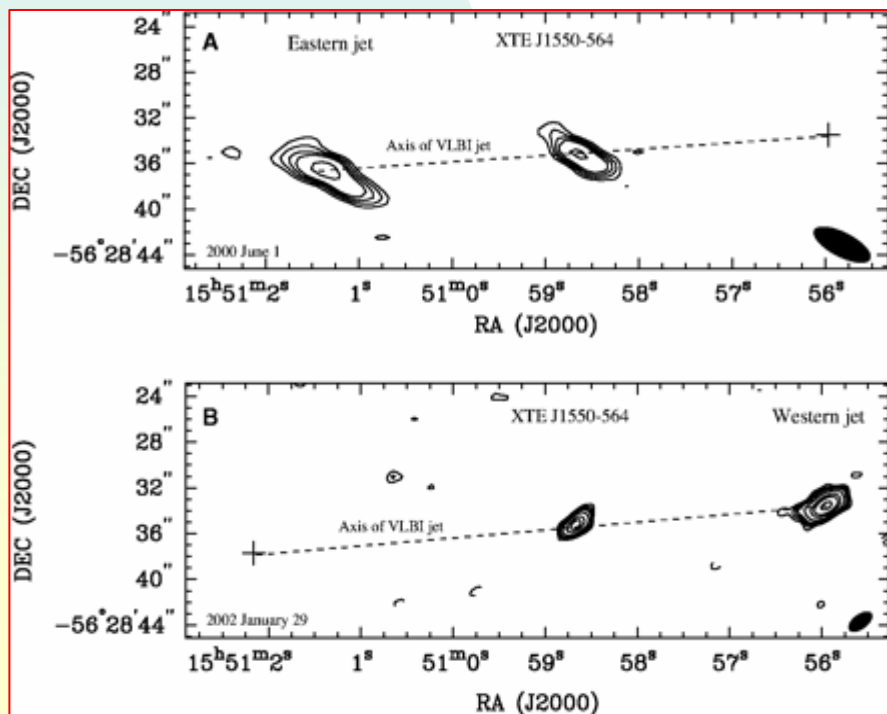 A
Eastern jet
XTE J1550-564
24"
28"
32"
36"
40"
−56°28'44"
DEC (J2000)
Axis of VLBI jet
2000 June 1
15ʰ51ᵐ2ˢ 1ˢ 51ᵐ0ˢ 59ˢ 58ˢ 57ˢ 56ˢ
RA (J2000)
B
XTE J1550-564
Western jet
24"
28"
32"
36"
40"
−56°28'44"
DEC (J2000)
Axis of VLBI jet
2002 January 29
15ʰ51ᵐ2ˢ 1ˢ 51ᵐ0ˢ 59ˢ 58ˢ 57ˢ 56ˢ
RA (J2000)